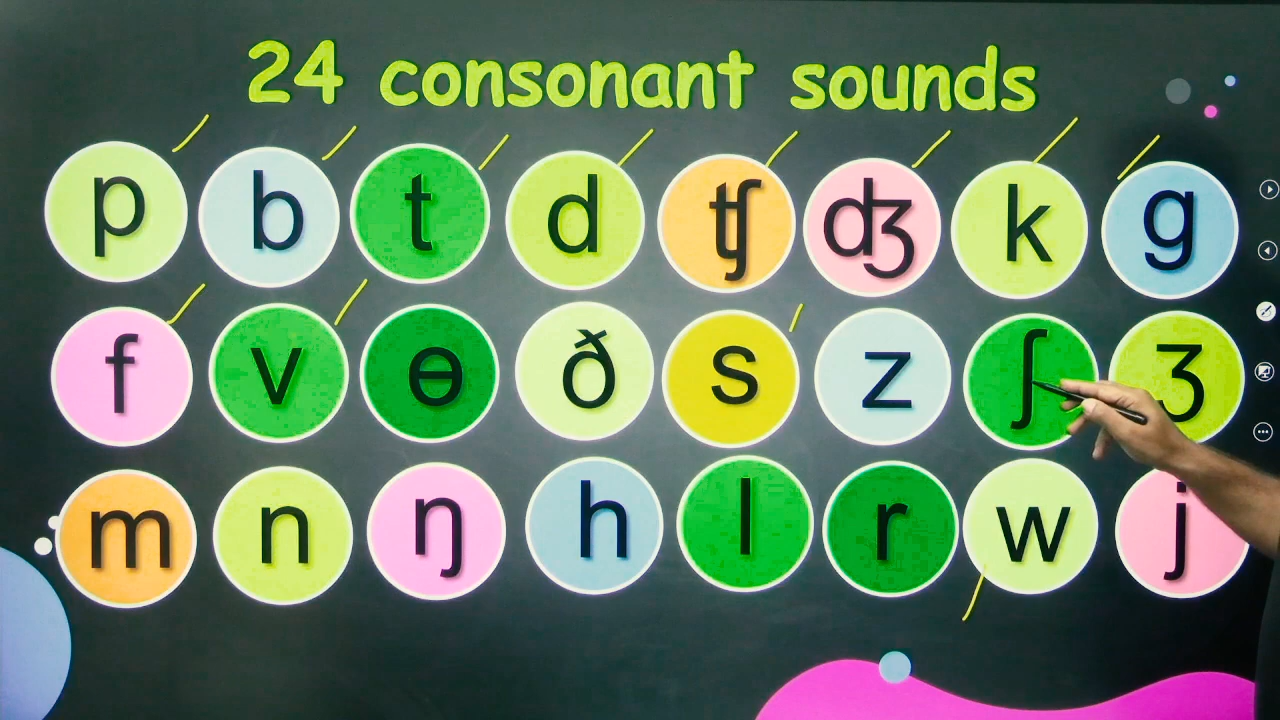 24 consonant sounds
p b t d ʧ ʤ k g
f v ɵ ð s z ʃ ʒ
m n ŋ h l r w j